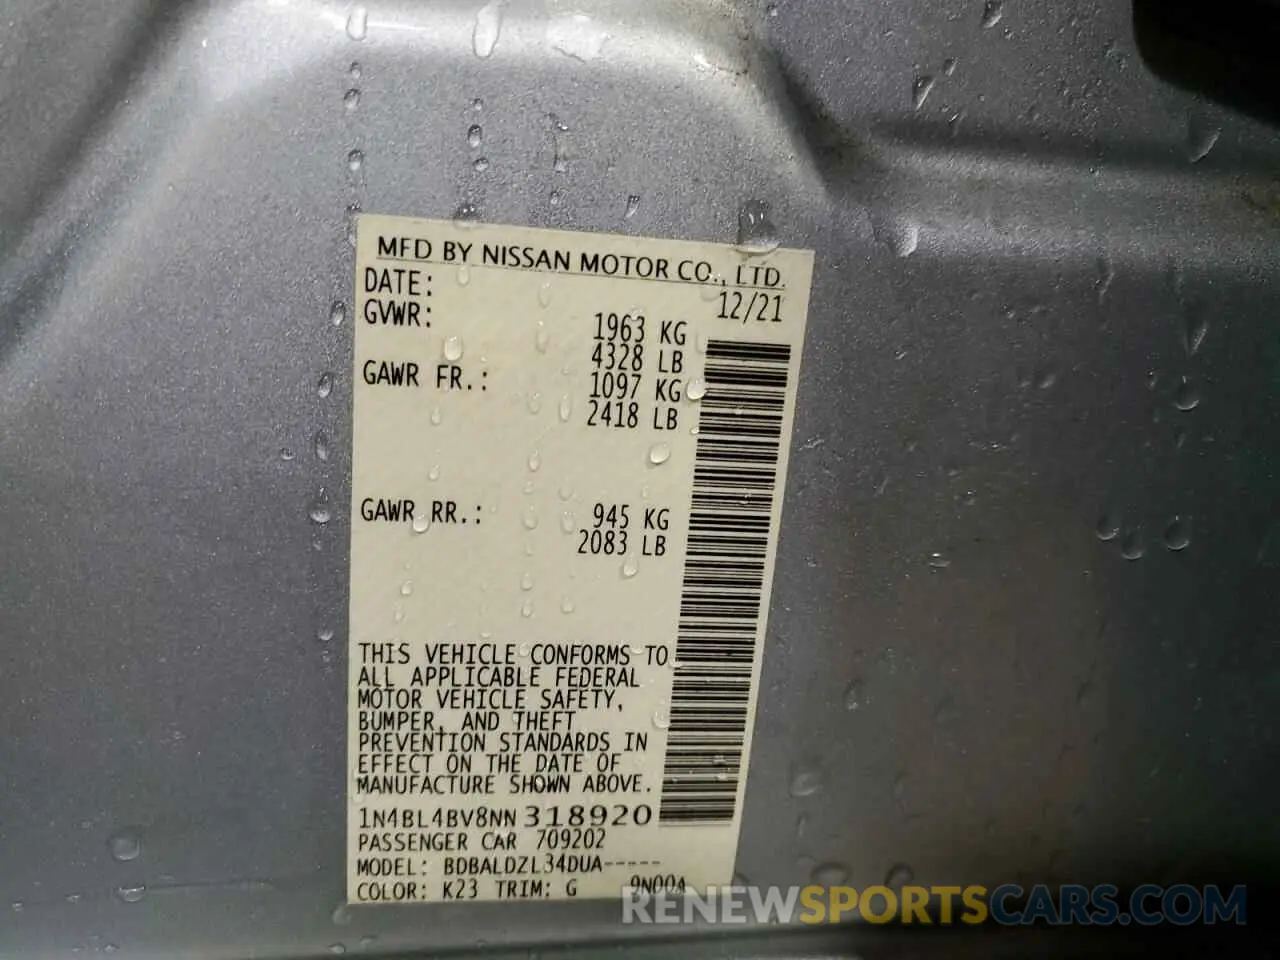 MFD BY NISSAN MOTOR CO., LTD.
DATE: 12/21
GVWR: 1963 KG
4328 LB
GAWR FR.: 1097 KG
2418 LB
GAWR RR.: 945 KG
2083 LB
THIS VEHICLE CONFORMS TO
ALL APPLICABLE FEDERAL
MOTOR VEHICLE SAFETY,
BUMPER, AND THEFT
PREVENTION STANDARDS IN
EFFECT ON THE DATE OF
MANUFACTURE SHOWN ABOVE.
1N4BL4BV8NN318920
PASSENGER CAR 709202
MODEL: BDBALDZL34DUA-----
COLOR: K23 TRIM: G 9N00A
RENEWSPORTSCARS.COM